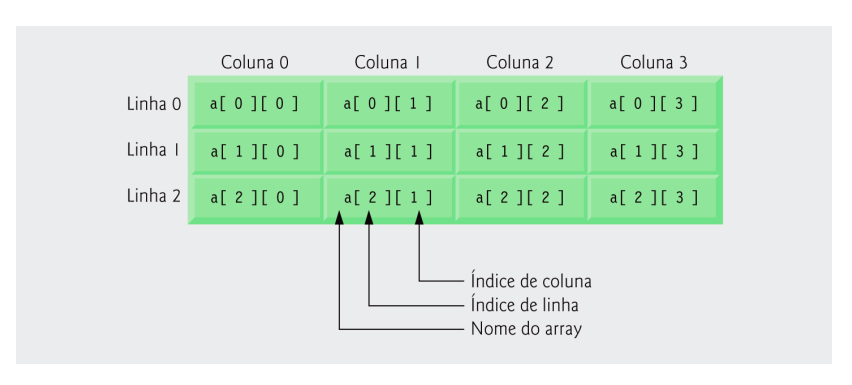 Coluna 0 Coluna 1 Coluna 2 Coluna 3
Linha 0 a[ 0 ][ 0 ] a[ 0 ][ 1 ] a[ 0 ][ 2 ] a[ 0 ][ 3 ]
Linha 1 a[ 1 ][ 0 ] a[ 1 ][ 1 ] a[ 1 ][ 2 ] a[ 1 ][ 3 ]
Linha 2 a[ 2 ][ 0 ] a[ 2 ][ 1 ] a[ 2 ][ 2 ] a[ 2 ][ 3 ]
Índice de coluna
Índice de linha
Nome do array